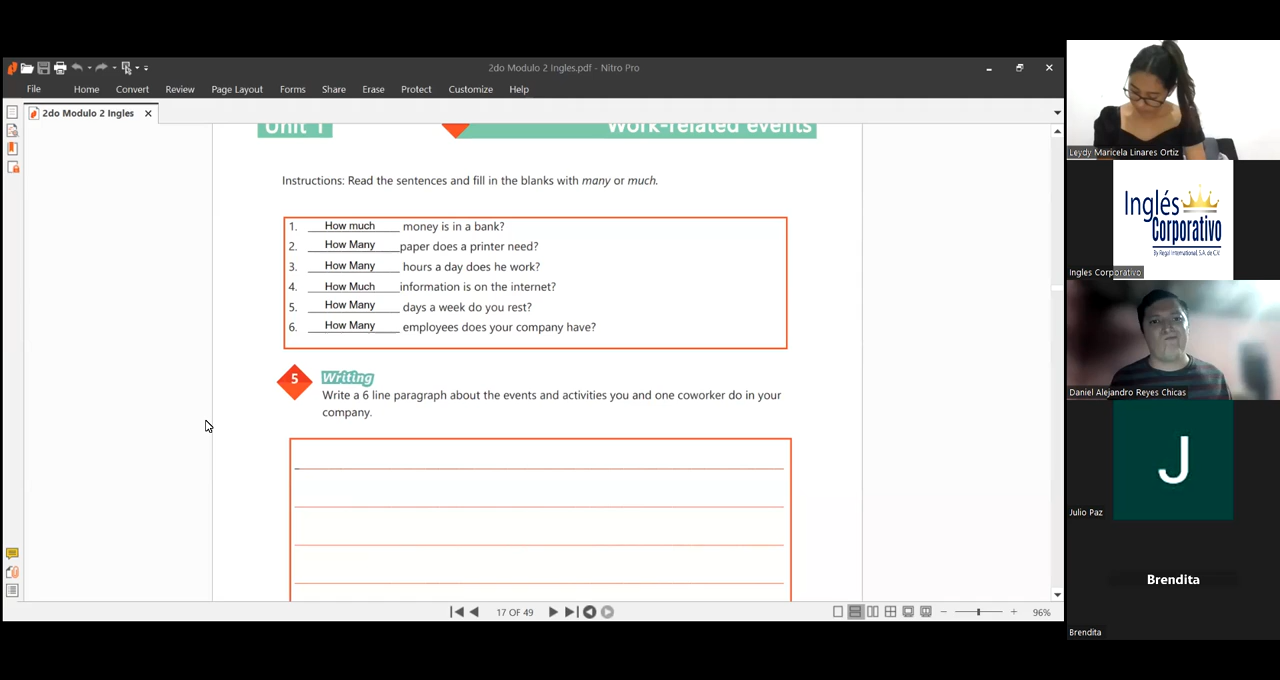 2do Modulo 2 Ingles.pdf - Nitro Pro
File Home Convert Review Page Layout Forms Share Erase Protect Customize Help
2do Modulo 2 Ingles
Unit 1 Work-related events
Instructions: Read the sentences and fill in the blanks with many or much.
1. How much money is in a bank?
2. How Many paper does a printer need?
3. How Many hours a day does he work?
4. How Much information is on the internet?
5. How Many days a week do you rest?
6. How Many employees does your company have?
5 Writing
Write a 6 line paragraph about the events and activities you and one coworker do in your
company.
17 OF 49
96%
Leydy Maricela Linares Ortiz
Inglés
Corporativo
By Regal International, S.A. de C.V.
Ingles Corporativo
Daniel Alejandro Reyes Chicas
J
Julio Paz
Brendita
Brendita